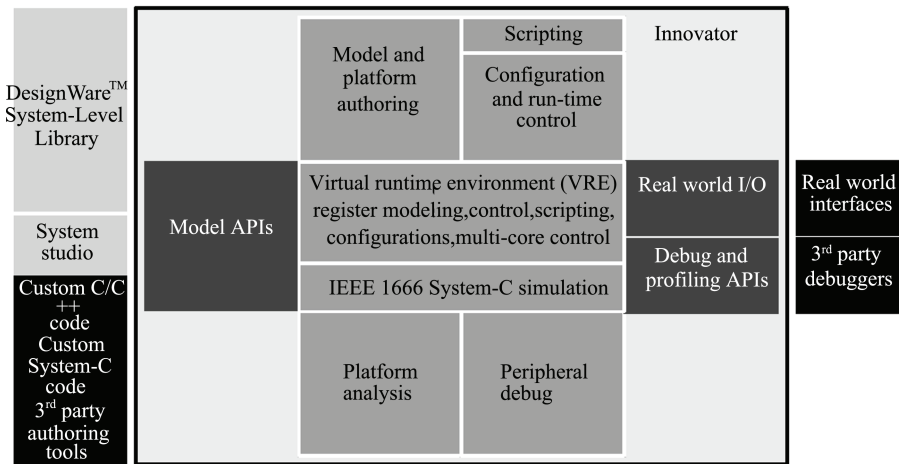 DesignWare™
System-Level
Library
System
studio
Custom C/C
++
code
Custom
System-C
code
3rd party
authoring
tools
Model APIs
Model and
platform
authoring
Scripting
Configuration
and run-time
control
Innovator
Virtual runtime environment (VRE)
register modeling,control,scripting,
configurations,multi-core control
IEEE 1666 System-C simulation
Platform
analysis
Peripheral
debug
Real world I/O
Debug and
profiling APIs
Real world
interfaces
3rd party
debuggers